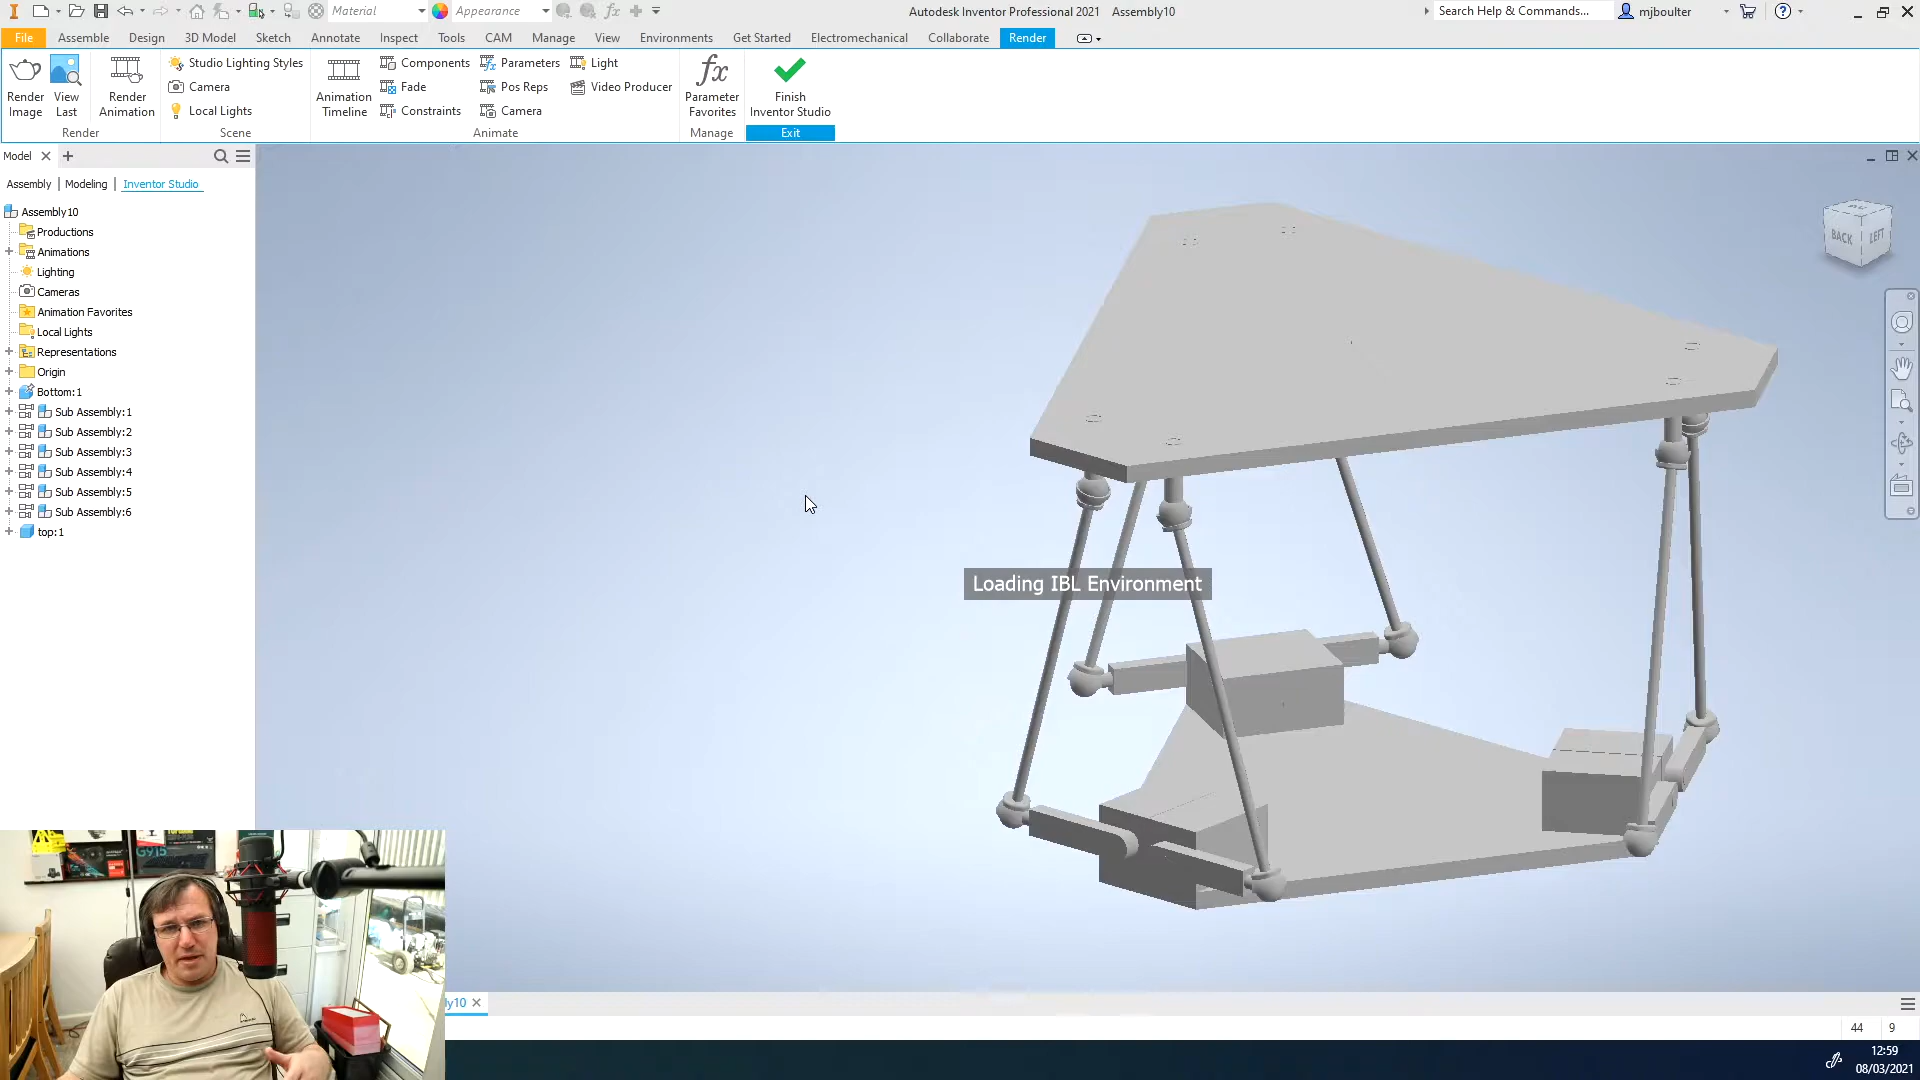 Material
Appearance
fx
Autodesk Inventor Professional 2021 Assembly10
Search Help & Commands...
mjboulter
File Assemble Design 3D Model Sketch Annotate Inspect Tools CAM Manage View Environments Get Started Electromechanical Collaborate Render
Render Image
View Last
Render Animation
Render
Studio Lighting Styles
Camera
Local Lights
Scene
Animation Timeline
Components
Fade
Constraints
Parameters
Pos Reps
Camera
Light
Video Producer
Animate
fx
Parameter Favorites
Manage
Finish Inventor Studio
Exit
Model
Assembly | Modeling | Inventor Studio
Assembly10
Productions
Animations
Lighting
Cameras
Animation Favorites
Local Lights
Representations
Origin
Bottom:1
Sub Assembly:1
Sub Assembly:2
Sub Assembly:3
Sub Assembly:4
Sub Assembly:5
Sub Assembly:6
top:1
BACK
LEFT
Loading IBL Environment
G915
ly10
44 9
12:59
08/03/2021